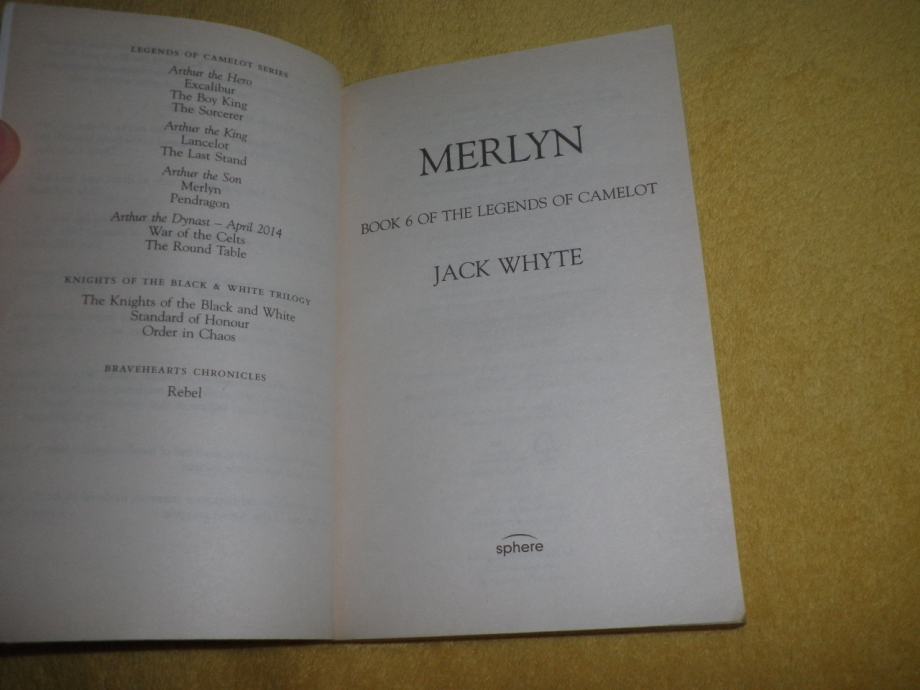 LEGENDS OF CAMELOT SERIES
Arthur the Hero
Excalibur
The Boy King
The Sorcerer
Arthur the King
Lancelot
The Last Stand
Arthur the Son
Merlyn
Pendragon
Arthur the Dynast – April 2014
War of the Celts
The Round Table
KNIGHTS OF THE BLACK & WHITE TRILOGY
The Knights of the Black and White
Standard of Honour
Order in Chaos
BRAVEHEARTS CHRONICLES
Rebel
MERLYN
BOOK 6 OF THE LEGENDS OF CAMELOT
JACK WHYTE
sphere